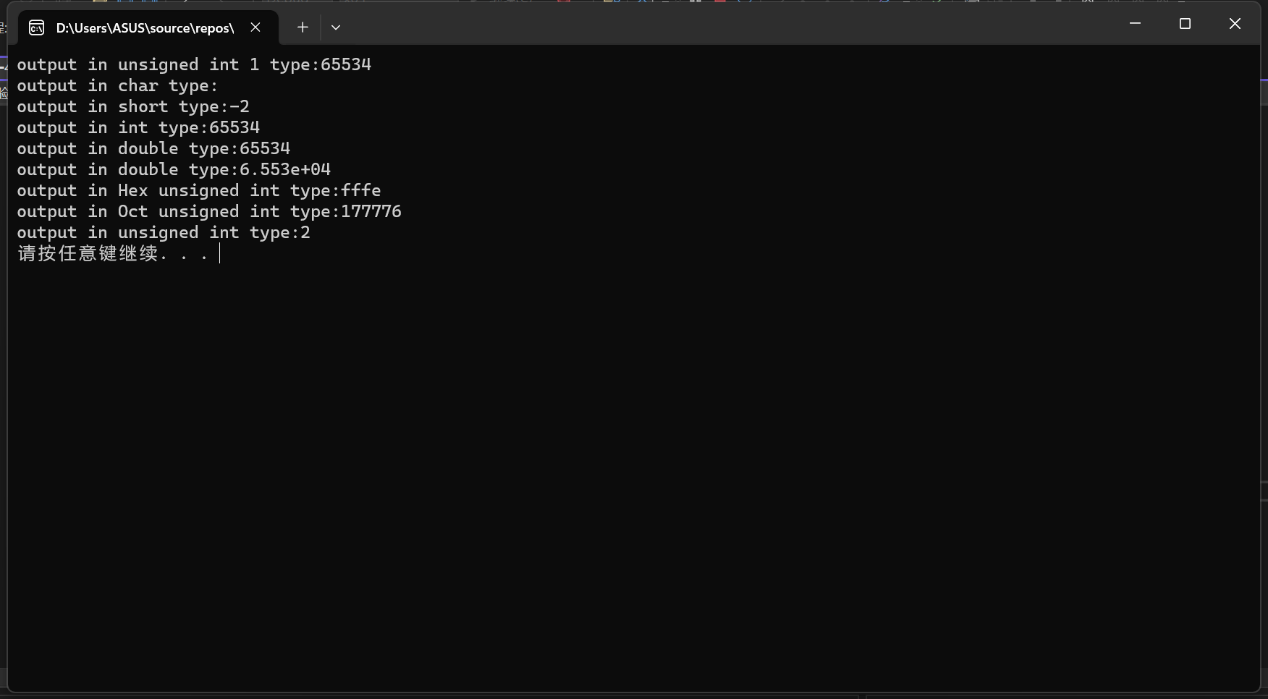 D:\Users\ASUS\source\repos\
output in unsigned int 1 type:65534
output in char type:
output in short type:-2
output in int type:65534
output in double type:65534
output in double type:6.553e+04
output in Hex unsigned int type:fffe
output in Oct unsigned int type:177776
output in unsigned int type:2
请按任意键继续. . .